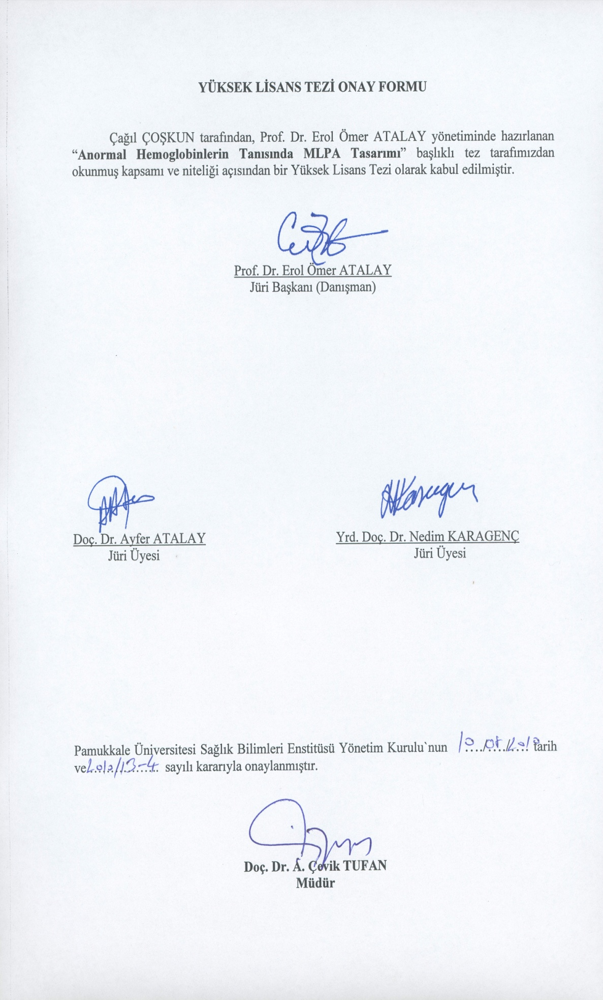 YÜKSEK LİSANS TEZİ ONAY FORMU
Çağıl ÇOŞKUN tarafından, Prof. Dr. Erol Ömer ATALAY yönetiminde hazırlanan
“Anormal Hemoglobinlerin Tanısında MLPA Tasarımı” başlıklı tez tarafımızdan
okunmuş kapsamı ve niteliği açısından bir Yüksek Lisans Tezi olarak kabul edilmiştir.
Prof. Dr. Erol Ömer ATALAY
Jüri Başkanı (Danışman)
Doç. Dr. Ayfer ATALAY
Jüri Üyesi
Yrd. Doç. Dr. Nedim KARAGENÇ
Jüri Üyesi
Pamukkale Üniversitesi Sağlık Bilimleri Enstitüsü Yönetim Kurulu`nun 10/08/2010 tarih
ve 2010/13-4 sayılı kararıyla onaylanmıştır.
Doç. Dr. A. Çevik TUFAN
Müdür